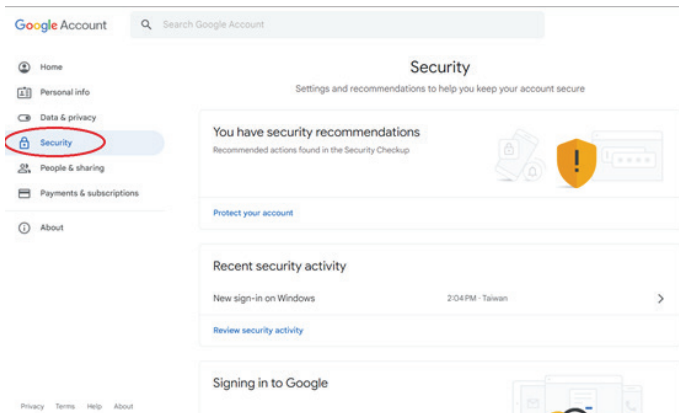 Google Account
Search Google Account
Home
Personal info
Data & privacy
Security
People & sharing
Payments & subscriptions
About
Security
Settings and recommendations to help you keep your account secure
You have security recommendations
Recommended actions found in the Security Checkup
Protect your account
Recent security activity
New sign-in on Windows 2:04 PM · Taiwan
Review security activity
Signing in to Google
Privacy Terms Help About